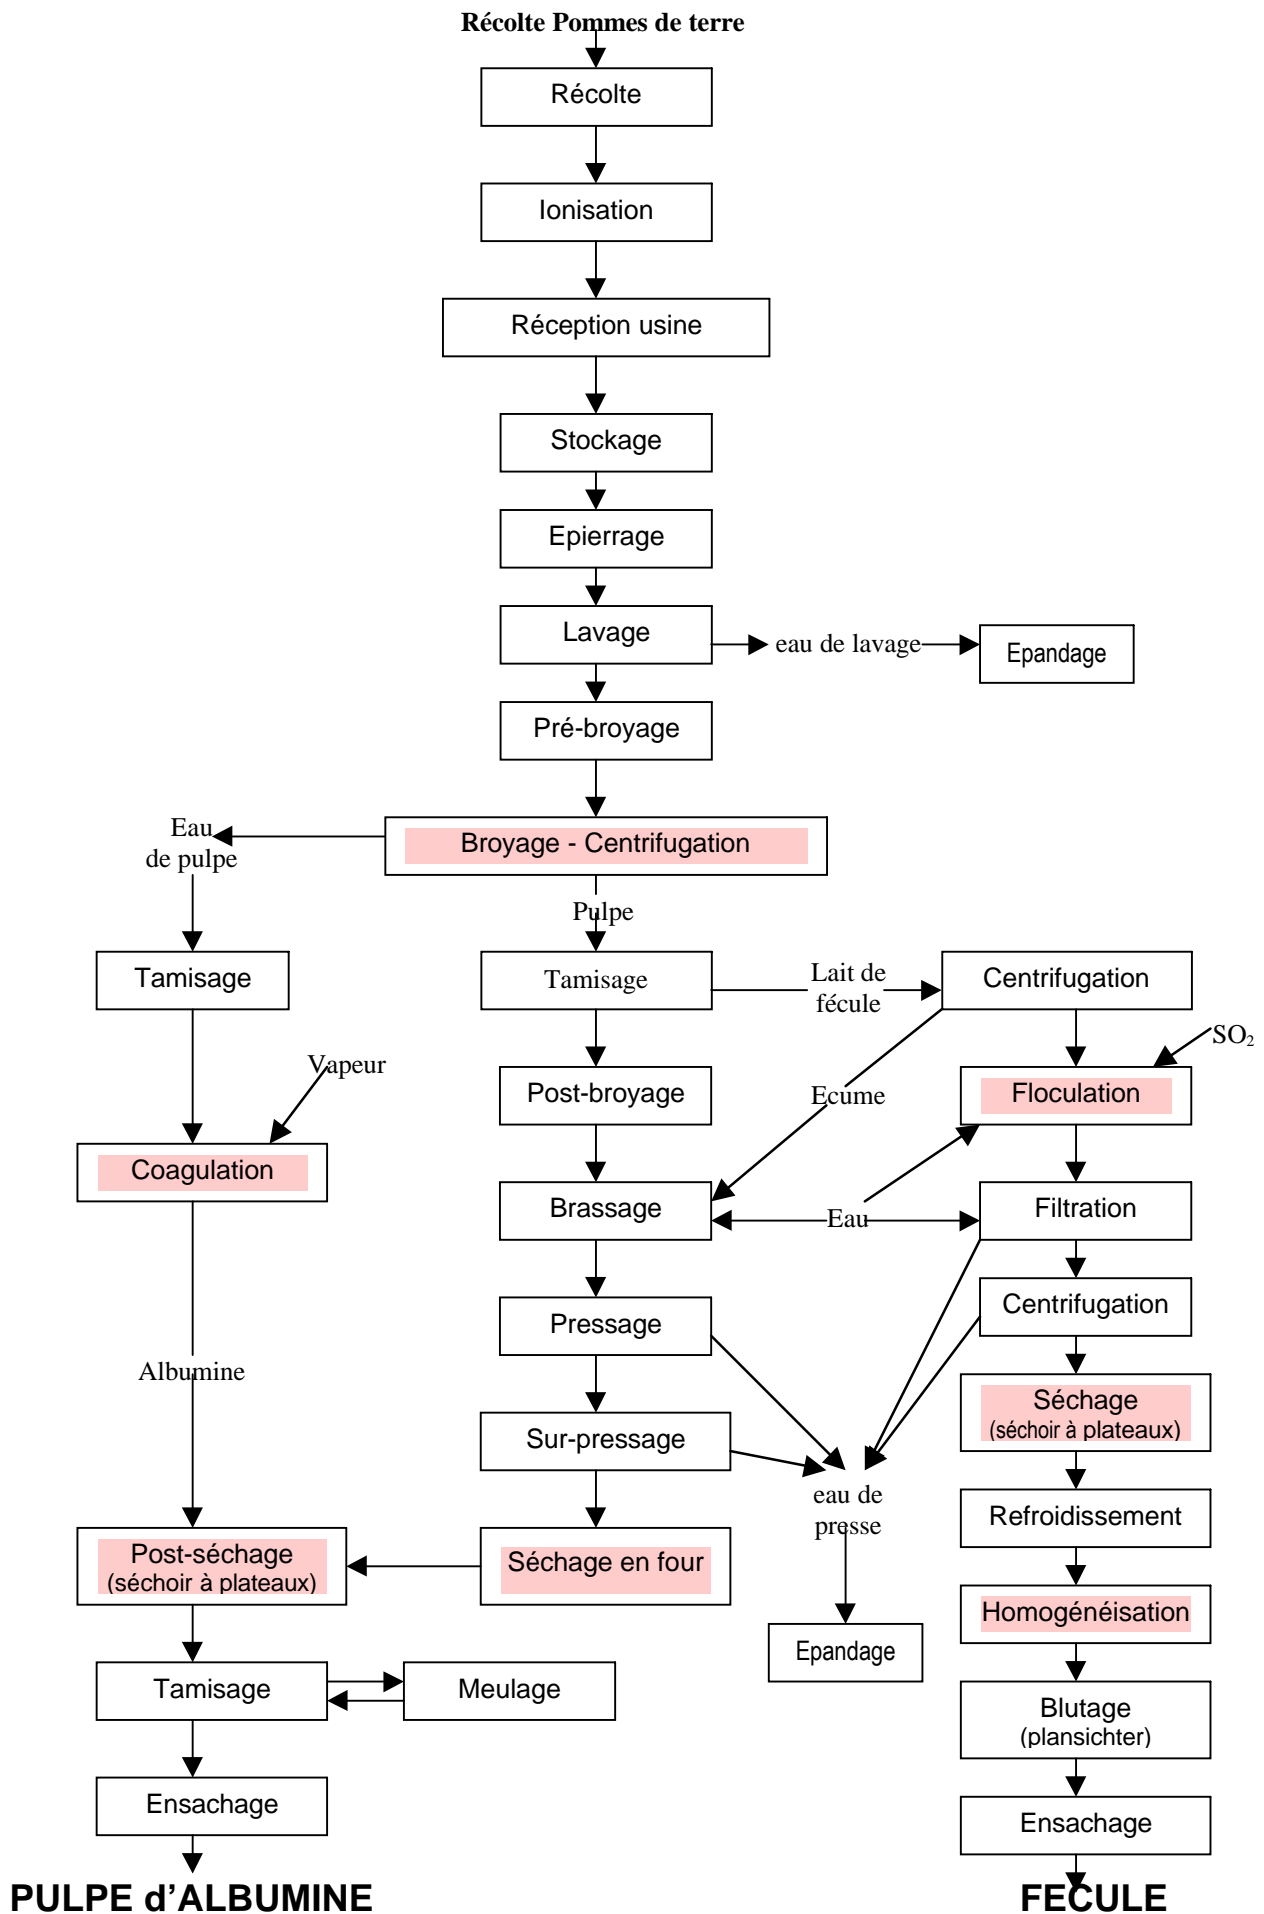 Récolte Pommes de terre
Récolte
Ionisation
Réception usine
Stockage
Epierrage
Lavage
eau de lavage
Epandage
Pré-broyage
Broyage - Centrifugation
Eau
de pulpe
Pulpe
Tamisage
Tamisage
Lait de
fécule
Centrifugation
SO₂
Vapeur
Post-broyage
Ecume
Floculation
Coagulation
Brassage
Eau
Filtration
Centrifugation
Pressage
Albumine
Séchage
(séchoir à plateaux)
Sur-pressage
eau de
presse
Refroidissement
Post-séchage
(séchoir à plateaux)
Séchage en four
Homogénéisation
Epandage
Tamisage
Meulage
Blutage
(plansichter)
Ensachage
Ensachage
PULPE d’ALBUMINE
FECULE